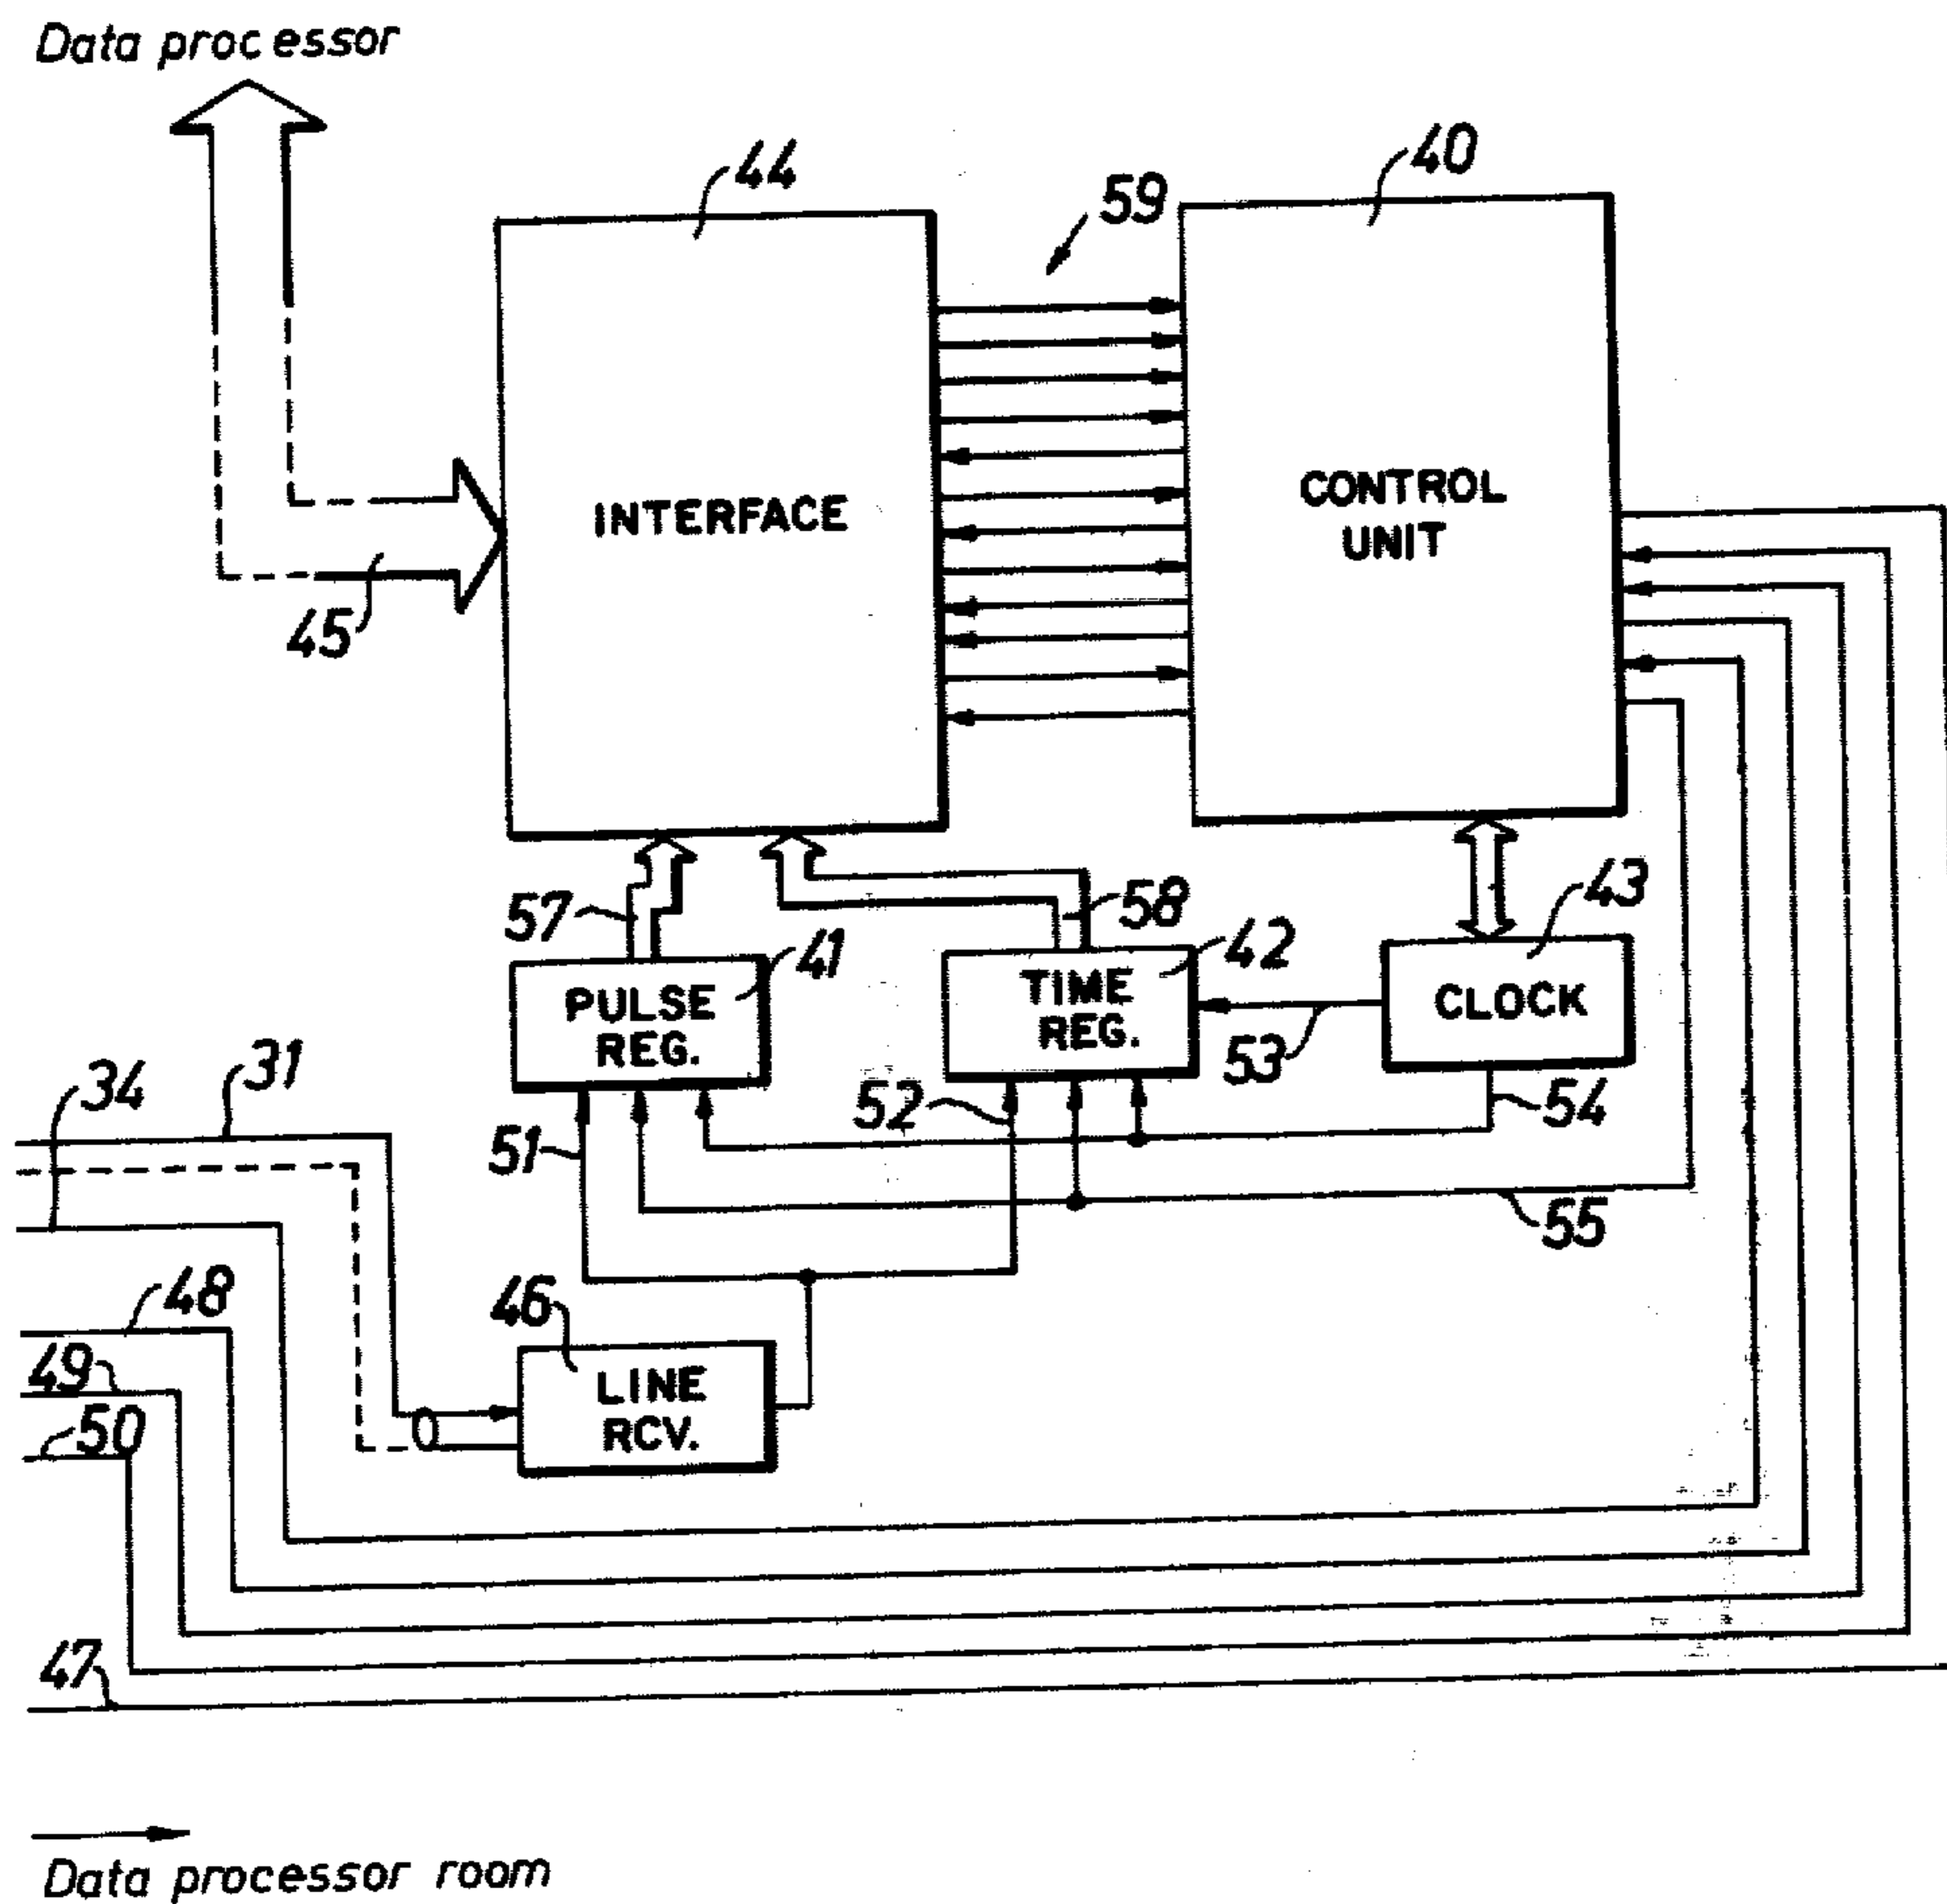 Data processor
44
40
59
INTERFACE
CONTROL
UNIT
45
57
58
43
41
42
PULSE
REG.
TIME
REG.
CLOCK
53
31
34
52
54
51
55
48
46
49
LINE
RCV.
50
47
Data processor room